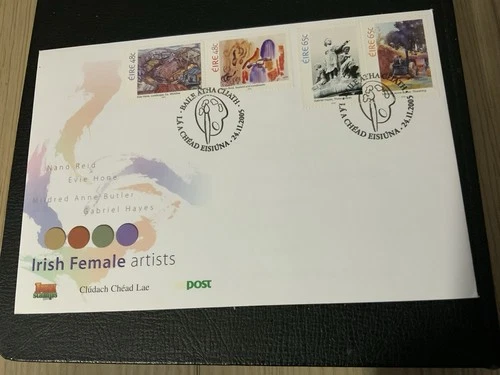 ÉIRE 48c
ÉIRE 48c
ÉIRE 65c
ÉIRE 65c
· BAILE ÁTHA CLIATH ·
LÁ A CHÉAD EISIÚNA · 24.11.2005
LÁ A CHÉAD EISIÚNA · 24.11.2005
Nano Reid
Evie Hone
Mildred Anne Butler
Gabriel Hayes
Irish Female artists
Clúdach Chéad Lae
post